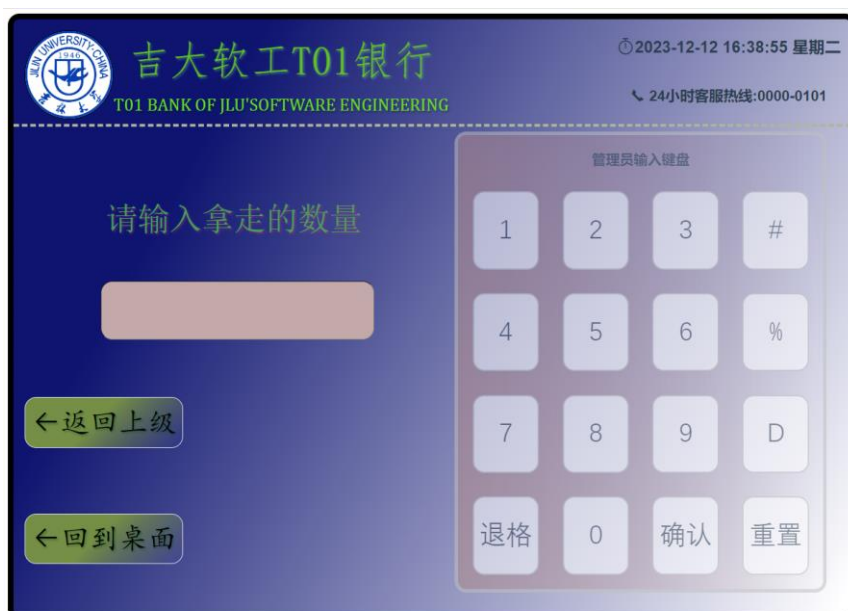 JILIN UNIVERSITY·CHINA
1946
吉林大学
吉大软工T01银行
T01 BANK OF JLU'SOFTWARE ENGINEERING
2023-12-12 16:38:55 星期二
24小时客服热线:0000-0101
请输入拿走的数量
←返回上级
←回到桌面
管理员输入键盘
1 2 3 #
4 5 6 %
7 8 9 D
退格 0 确认 重置